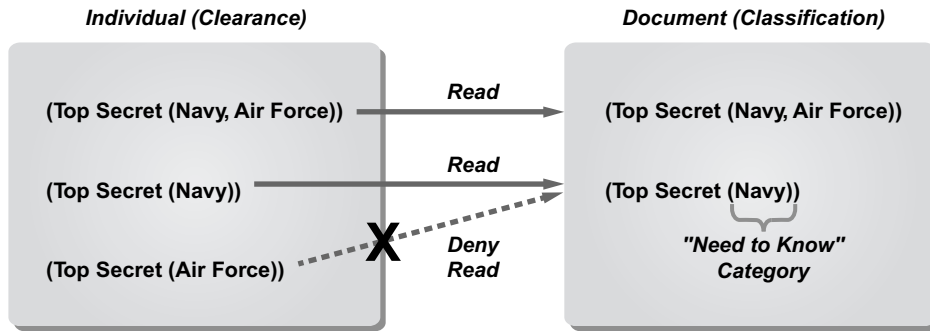 Individual (Clearance)
Document (Classification)
(Top Secret (Navy, Air Force))
Read
(Top Secret (Navy, Air Force))
(Top Secret (Navy))
Read
(Top Secret (Navy))
X
(Top Secret (Air Force))
Deny
Read
"Need to Know"
Category